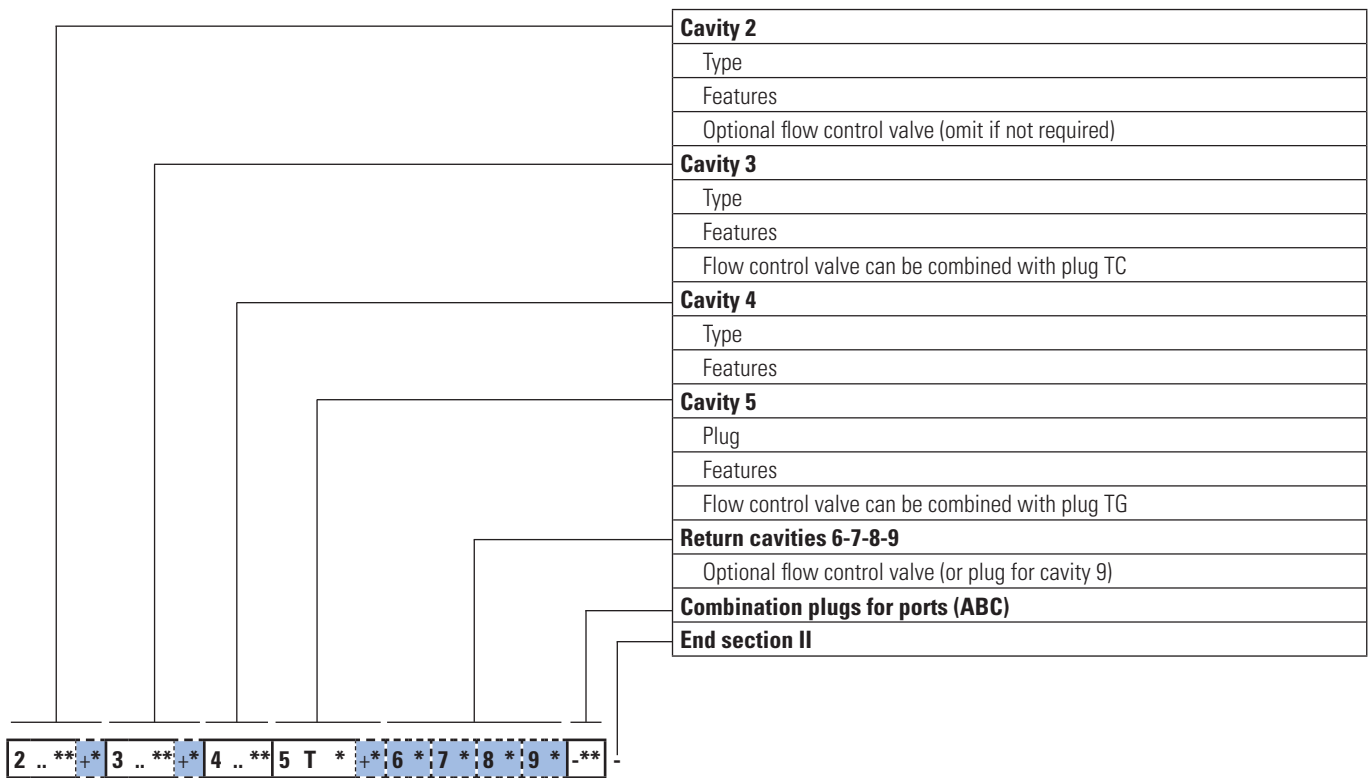 Cavity 2
Type
Features
Optional flow control valve (omit if not required)
Cavity 3
Type
Features
Flow control valve can be combined with plug TC
Cavity 4
Type
Features
Cavity 5
Plug
Features
Flow control valve can be combined with plug TG
Return cavities 6-7-8-9
Optional flow control valve (or plug for cavity 9)
Combination plugs for ports (ABC)
End section II
2 .. ** +* 3 .. ** +* 4 .. ** 5 T * +* 6 * 7 * 8 * 9 * -** -